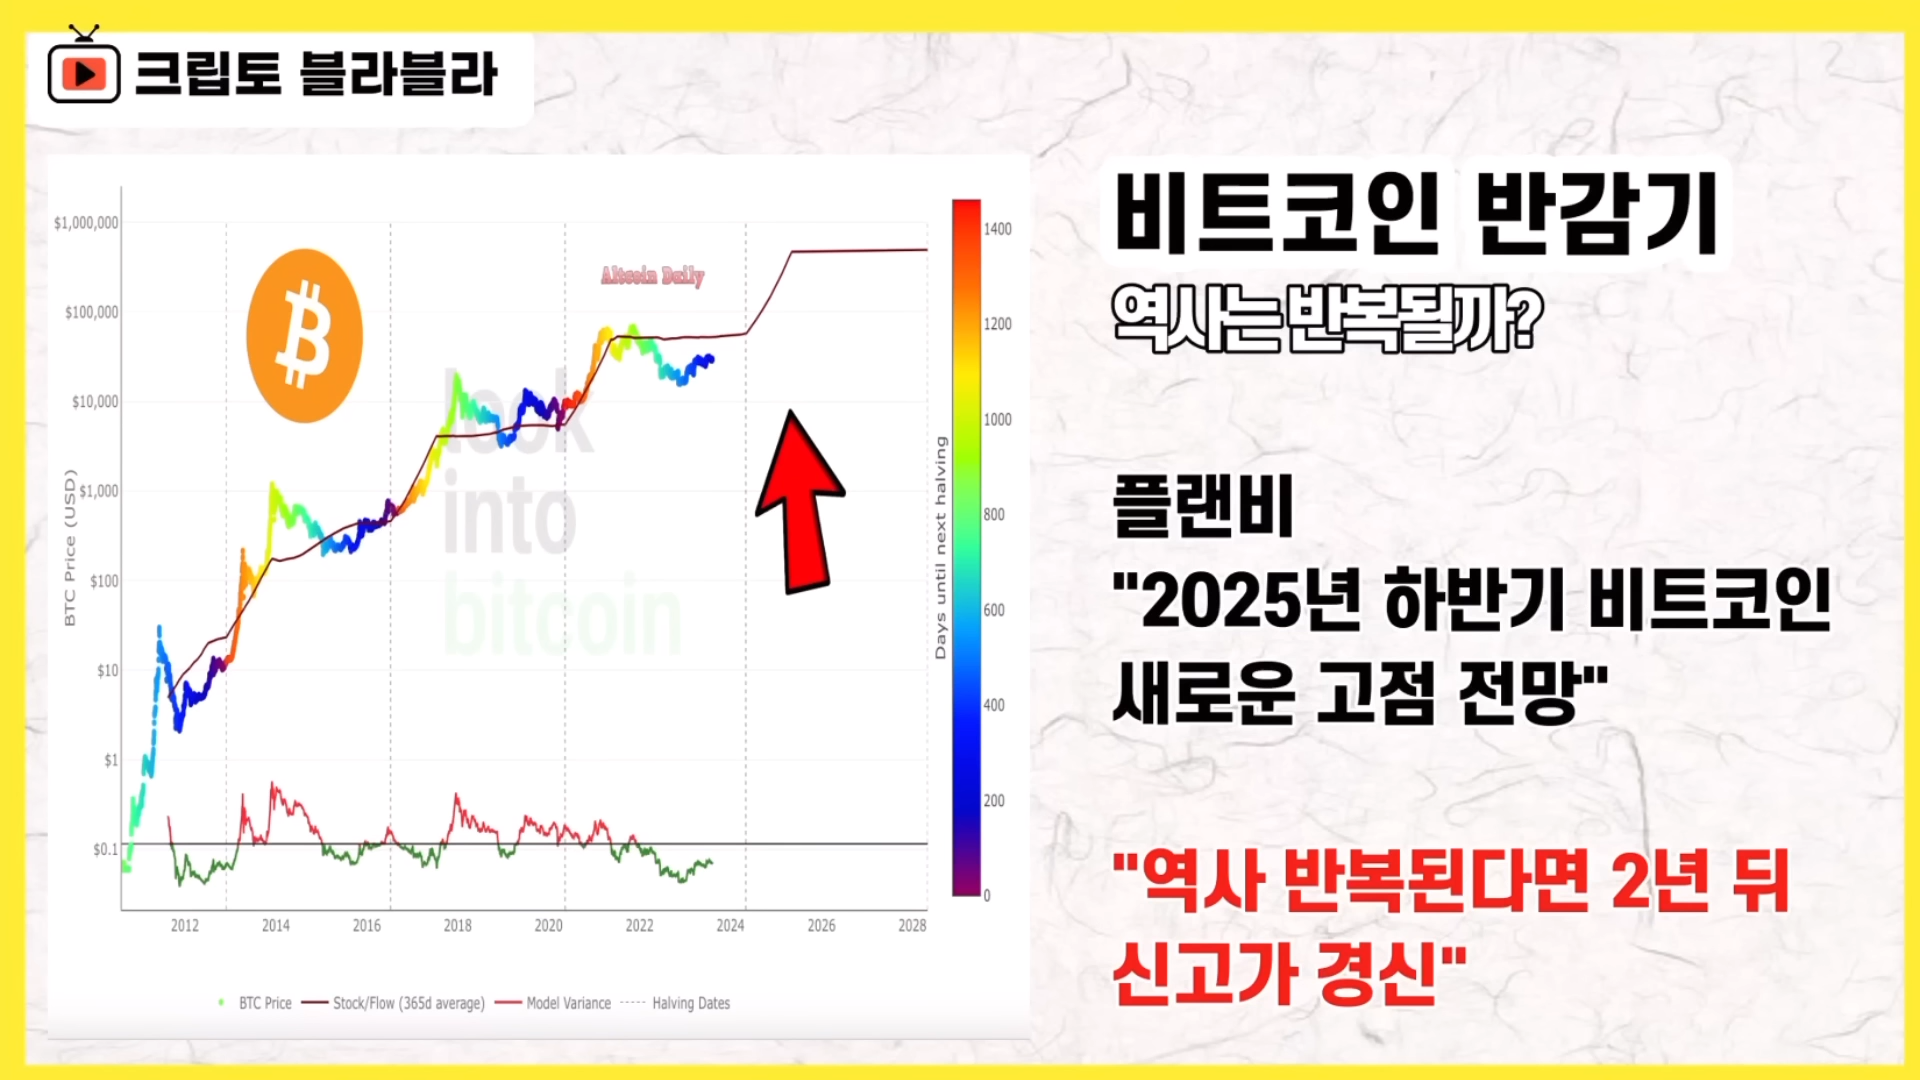 크립토 블라블라
비트코인 반감기
역사는 반복될까?
플랜비
"2025년 하반기 비트코인
새로운 고점 전망"
"역사 반복된다면 2년 뒤
신고가 경신"
Altcoin Daily
look
into
bitcoin
BTC Price (USD)
$1,000,000
$100,000
$10,000
$1,000
$100
$10
$1
$0.1
2012 2014 2016 2018 2020 2022 2024 2026 2028
Days until next halving
1400
1200
1000
800
600
400
200
0
BTC Price Stock/Flow (365d average) Model Variance Halving Dates